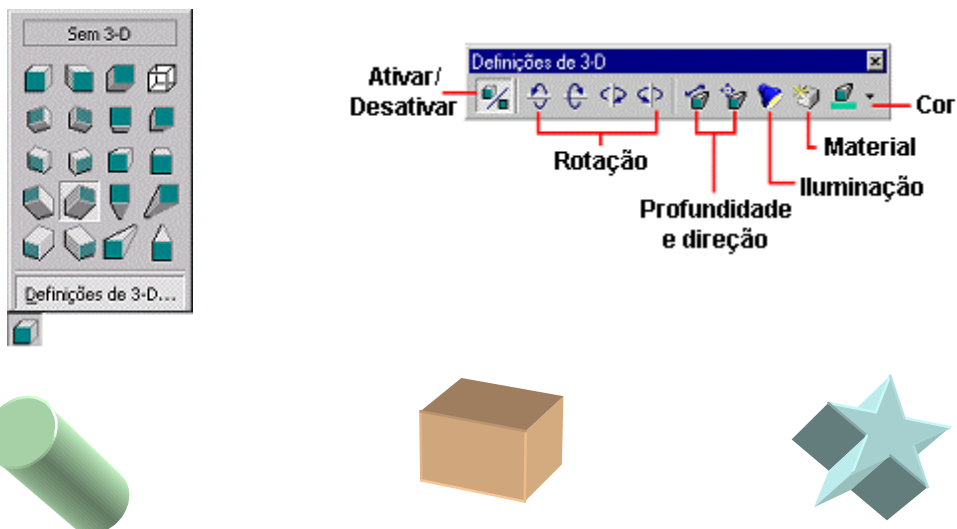 Sem 3-D
Definições de 3-D...
Definições de 3-D
Ativar/
Desativar
Rotação
Profundidade
e direção
Iluminação
Material
Cor